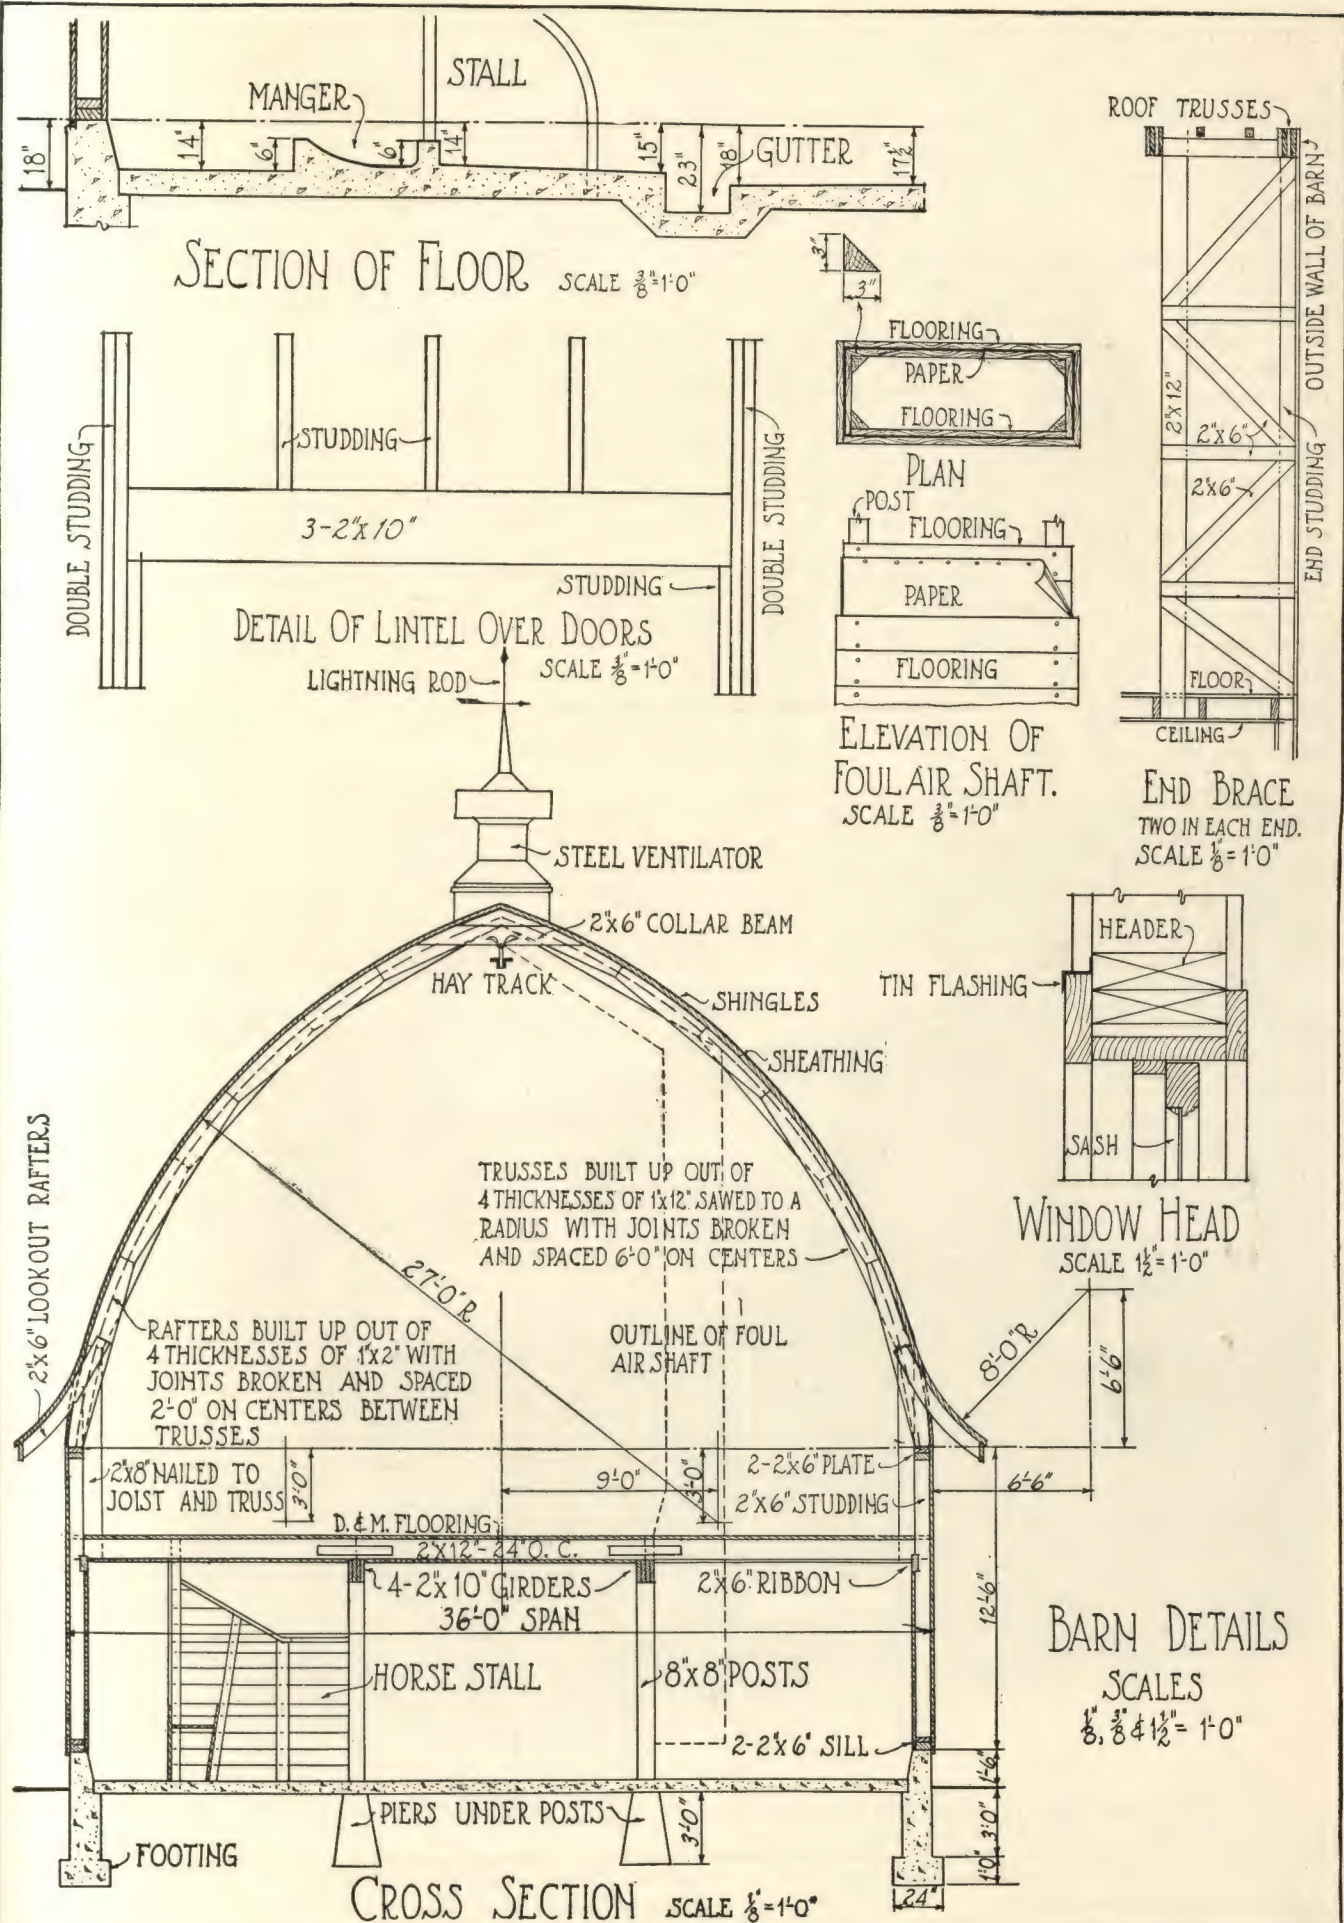 STALL
MANGER
GUTTER
18"
14"
6"
6"
14"
15"
23"
18"
17½"
SECTION OF FLOOR SCALE ⅜"=1'-0"
DOUBLE STUDDING
STUDDING
3-2"X10"
STUDDING
DOUBLE STUDDING
DETAIL OF LINTEL OVER DOORS
SCALE ⅜"=1'-0"
3"
3"
FLOORING
PAPER
FLOORING
PLAN
POST
FLOORING
PAPER
FLOORING
ELEVATION OF
FOUL AIR SHAFT.
SCALE ⅜"=1'-0"
ROOF TRUSSES
OUTSIDE WALL OF BARN
END STUDDING
2"X12"
2"X6"
2"X6"
FLOOR
CEILING
END BRACE
TWO IN EACH END.
SCALE ⅛"=1'-0"
HEADER
TIN FLASHING
SASH
WINDOW HEAD
SCALE 1½"=1'-0"
LIGHTNING ROD
STEEL VENTILATOR
2"X6" COLLAR BEAM
HAY TRACK
SHINGLES
SHEATHING
2"X6" LOOKOUT RAFTERS
TRUSSES BUILT UP OUT OF
4 THICKNESSES OF 1"X12" SAWED TO A
RADIUS WITH JOINTS BROKEN
AND SPACED 6'-0" ON CENTERS
27'-0"R
RAFTERS BUILT UP OUT OF
4 THICKNESSES OF 1"X2" WITH
JOINTS BROKEN AND SPACED
2'-0" ON CENTERS BETWEEN
TRUSSES
OUTLINE OF FOUL
AIR SHAFT
8'-0"R
6'-6"
6'-6"
2"X8" NAILED TO
JOIST AND TRUSS
3'-0"
9'-0"
3'-0"
2-2"X6" PLATE
2"X6" STUDDING
D.&M. FLOORING
2"X12"-24" O.C.
4-2"X10" GIRDERS
2"X6" RIBBON
36'-0" SPAN
12'-6"
HORSE STALL
8"X8" POSTS
2-2"X6" SILL
1'-6"
PIERS UNDER POSTS
3'-0"
3'-0"
1'-0"
24"
FOOTING
CROSS SECTION SCALE ⅛"=1'-0"
BARN DETAILS
SCALES
⅛", ⅜" & 1½"= 1'-0"